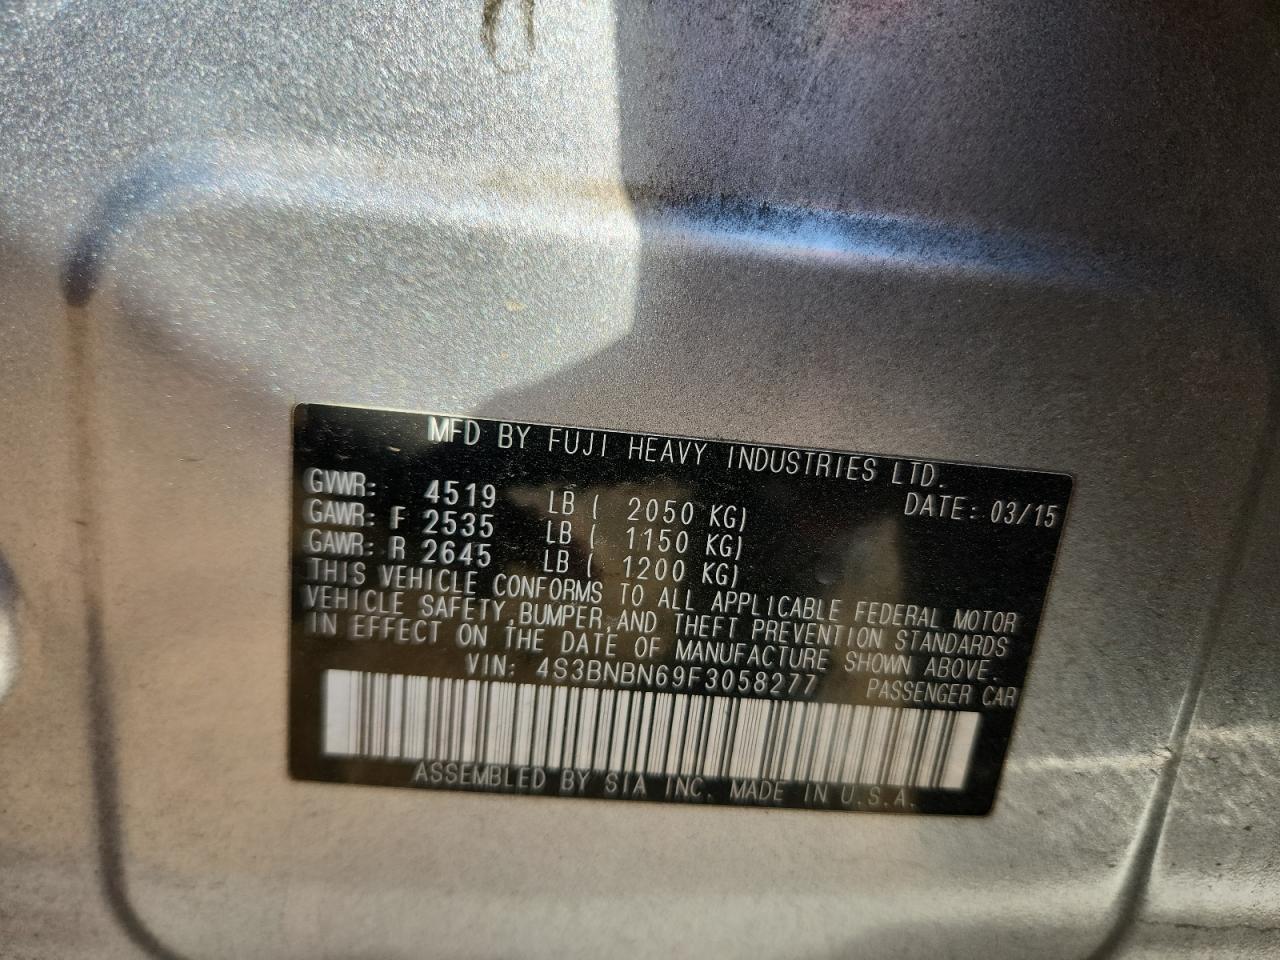 MFD BY FUJI HEAVY INDUSTRIES LTD.
DATE: 03/15
GVWR: 4519 LB ( 2050 KG)
GAWR: F 2535 LB ( 1150 KG)
GAWR: R 2645 LB ( 1200 KG)
THIS VEHICLE CONFORMS TO ALL APPLICABLE FEDERAL MOTOR
VEHICLE SAFETY,BUMPER,AND THEFT PREVENTION STANDARDS
IN EFFECT ON THE DATE OF MANUFACTURE SHOWN ABOVE.
VIN: 4S3BNBN69F3058277 PASSENGER CAR
ASSEMBLED BY SIA INC. MADE IN U.S.A.